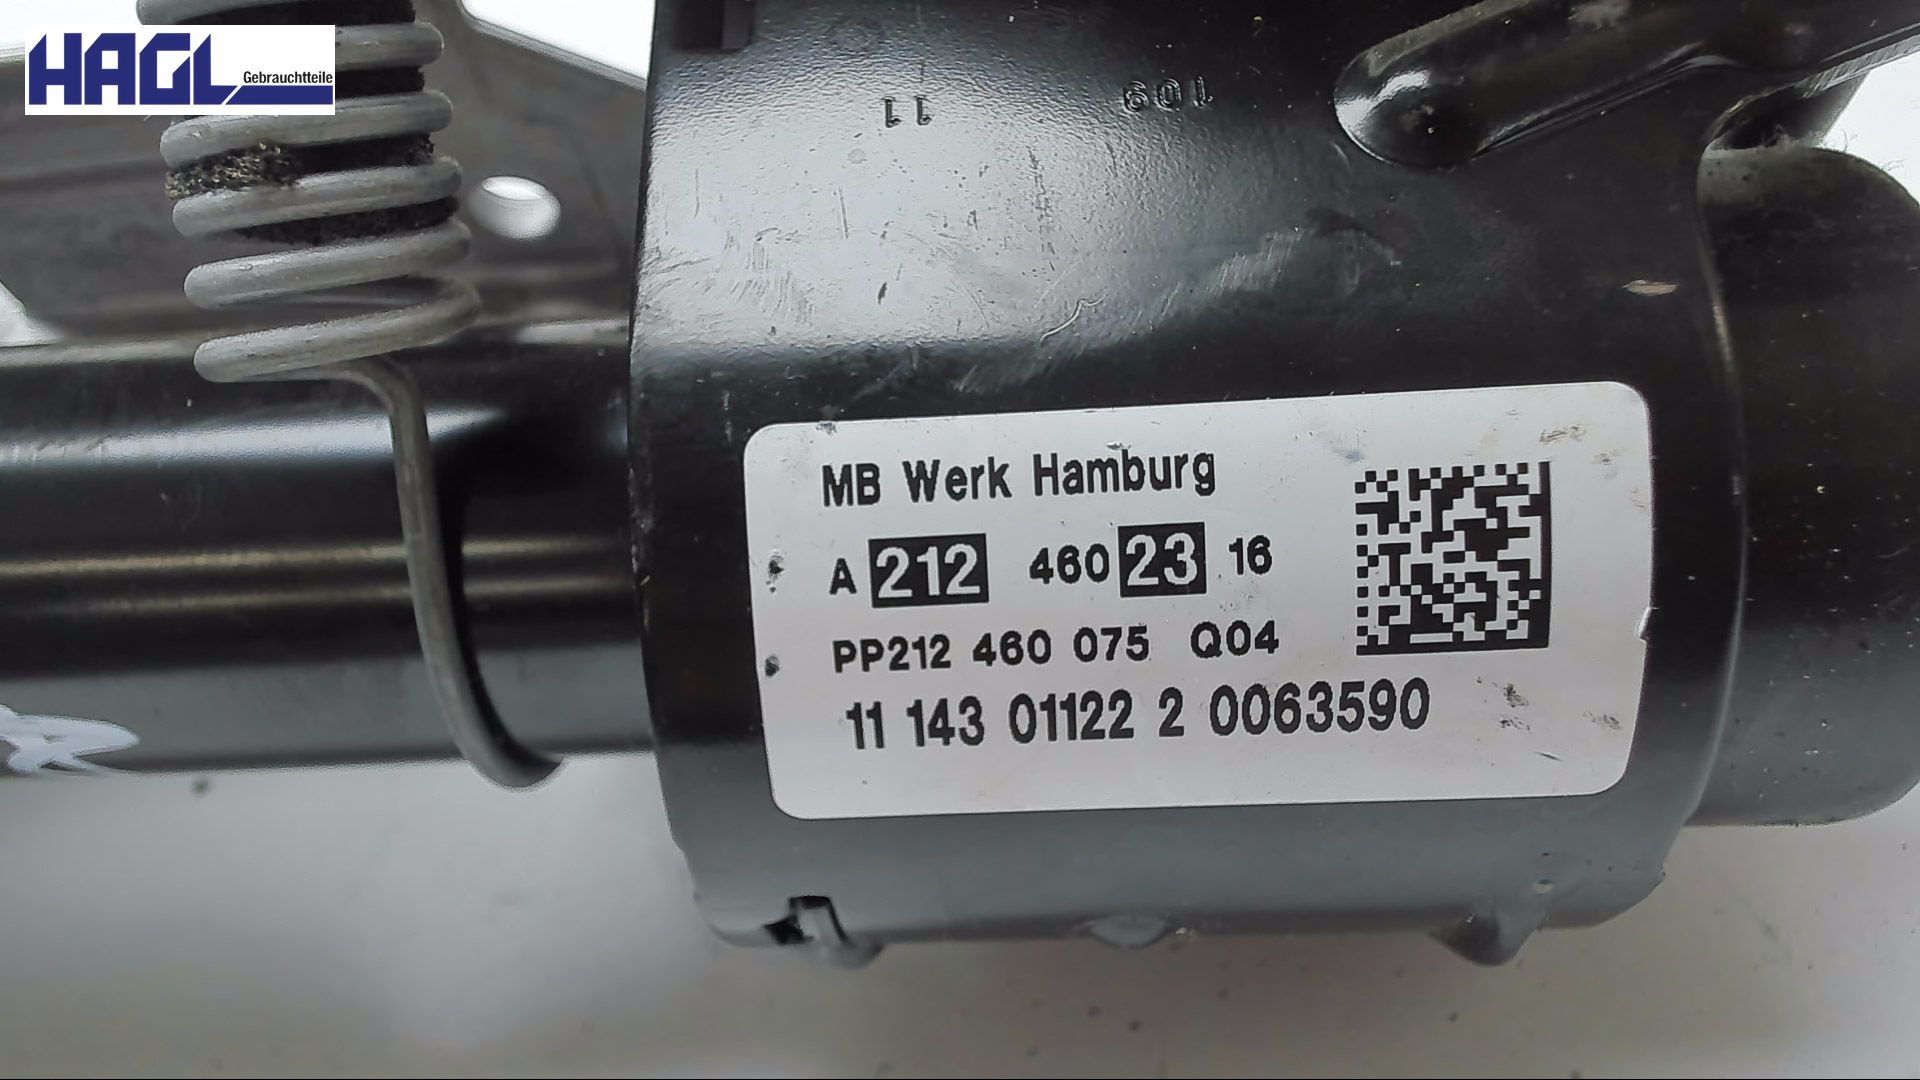 HAGL
Gebrauchtteile
11
109
MB Werk Hamburg
A 212 460 23 16
PP212 460 075 Q04
11 143 01122 2 0063590